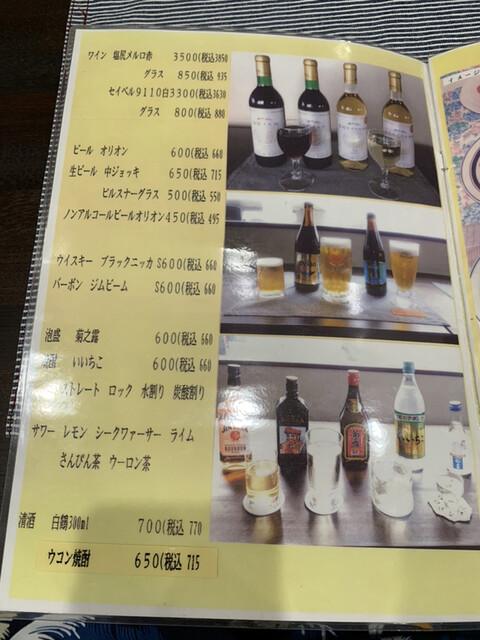 ワイン 塩尻メルロ赤 3500(税込3850
グラス 850(税込 935
セイベル9110白3300(税込3630
グラス 800(税込 880
ビール オリオン 600(税込 660
生ビール 中ジョッキ 650(税込 715
ピルスナーグラス 500(税込 550
ノンアルコールビールオリオン450(税込 495
ウイスキー ブラックニッカ S600(税込 660
バーボン ジムビーム S600(税込 660
泡盛 菊之露 600(税込 660
酎 いいちこ 600(税込 660
ストレート ロック 水割り 炭酸割り
サワー レモン シークワァーサー ライム
さんぴん茶 ウーロン茶
清酒 白鶴300ml 700(税込 770
ウコン焼酎 650(税込 715
イメージ
いいちこ